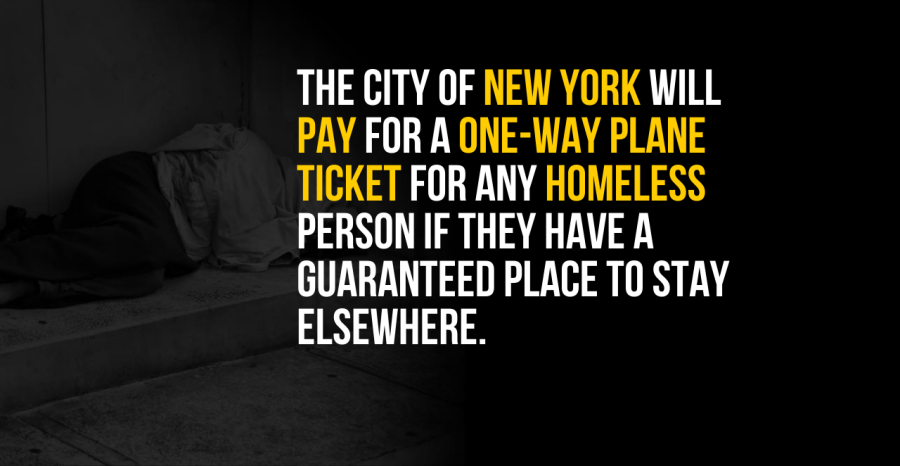 THE CITY OF NEW YORK WILL
PAY FOR A ONE-WAY PLANE
TICKET FOR ANY HOMELESS
PERSON IF THEY HAVE A
GUARANTEED PLACE TO STAY
ELSEWHERE.